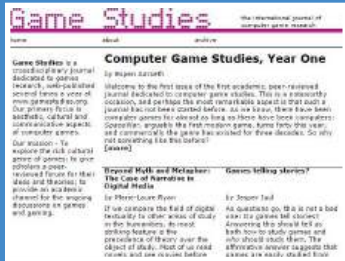 Game Studies
the international journal of
computer game research
home
about
archive
Game Studies is a
crossdisciplinary journal
dedicated to games
research, web-published
several times a year at
www.gamestudies.org.
Our primary focus is
aesthetic, cultural and
communicative aspects
of computer games.
Our mission - To
explore the rich cultural
genre of games; to give
scholars a peer-
reviewed forum for their
ideas and theories; to
provide an academic
channel for the ongoing
discussions on games
and gaming.
Computer Game Studies, Year One
by Espen Aarseth
Welcome to the first issue of the first academic, peer-reviewed
journal dedicated to computer game studies. This is a noteworthy
occasion, and perhaps the most remarkable aspect is that such a
journal has not been started before. As we know, there have been
computer games for almost as long as there have been computers:
SpaceWar, arguably the first modern game, turns forty this year,
and commercially the genre has existed for three decades. So why
not something like this before?
[more]
Beyond Myth and Metaphor:
The Case of Narrative in
Digital Media
by Marie-Laure Ryan
If we compare the field of digital
textuality to other areas of study
in the humanities, its most
striking feature is the
precedence of theory over the
object of study. Most of us read
novels and see movies before
Games telling stories?
by Jesper Juul
As questions go, this is not a bad
one: Do games tell stories?
Answering this should tell us
both how to study games and
who should study them. The
affirmative answer suggests that
games are easily studied from